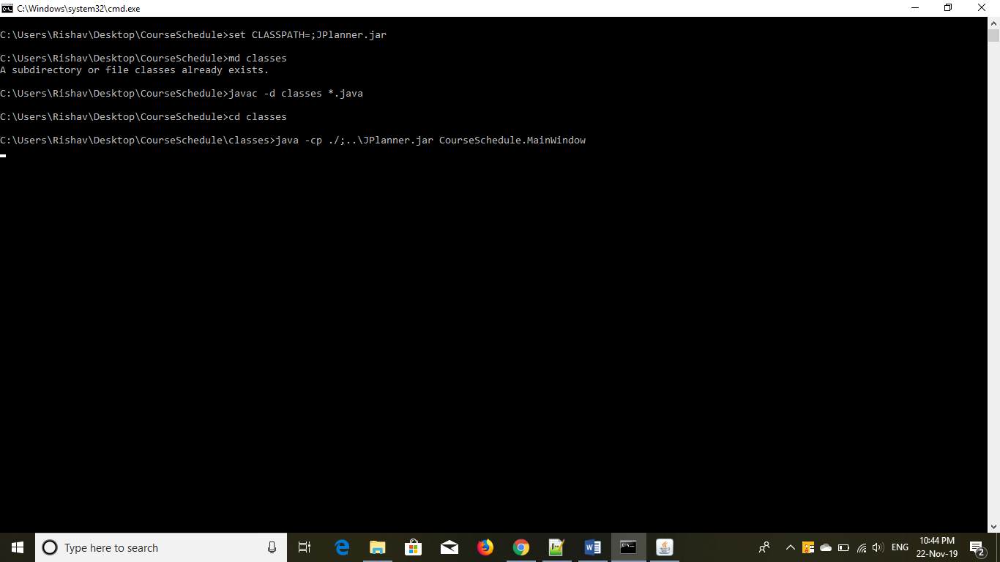 C:\Windows\system32\cmd.exe
C:\Users\Rishav\Desktop\CourseSchedule>set CLASSPATH=;JPlanner.jar
C:\Users\Rishav\Desktop\CourseSchedule>md classes
A subdirectory or file classes already exists.
C:\Users\Rishav\Desktop\CourseSchedule>javac -d classes *.java
C:\Users\Rishav\Desktop\CourseSchedule>cd classes
C:\Users\Rishav\Desktop\CourseSchedule\classes>java -cp ./;..\JPlanner.jar CourseSchedule.MainWindow
Type here to search
ENG
10:44 PM
22-Nov-19
2